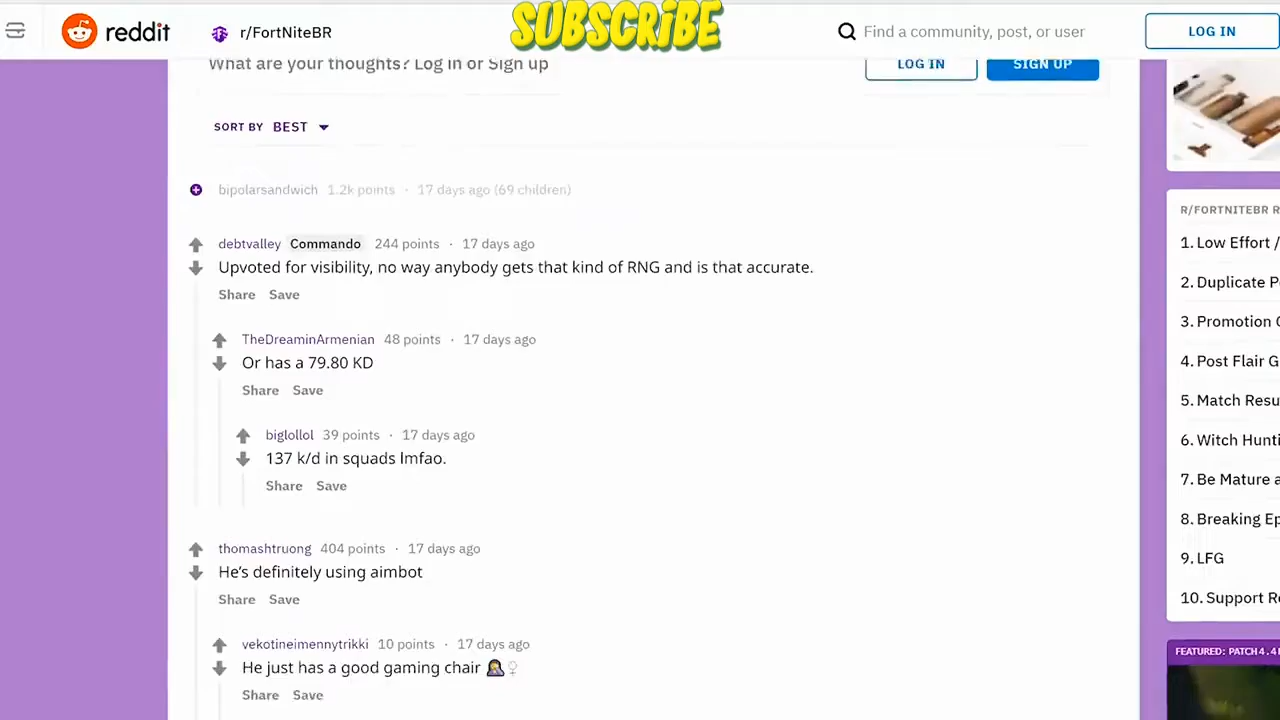 SUBSCRIBE
reddit r/FortNiteBR Find a community, post, or user LOG IN
What are your thoughts? Log in or Sign up LOG IN SIGN UP
SORT BY BEST
bipolarsandwich 1.2k points · 17 days ago (69 children)
debtvalley Commando 244 points · 17 days ago
Upvoted for visibility, no way anybody gets that kind of RNG and is that accurate.
Share Save
TheDreaminArmenian 48 points · 17 days ago
Or has a 79.80 KD
Share Save
biglollol 39 points · 17 days ago
137 k/d in squads lmfao.
Share Save
thomashtruong 404 points · 17 days ago
He's definitely using aimbot
Share Save
vekotineimennytrikki 10 points · 17 days ago
He just has a good gaming chair
Share Save
R/FORTNITEBR R
1. Low Effort /
2. Duplicate P
3. Promotion
4. Post Flair G
5. Match Resu
6. Witch Hunti
7. Be Mature a
8. Breaking Ep
9. LFG
10. Support Re
FEATURED: PATCH 4.4